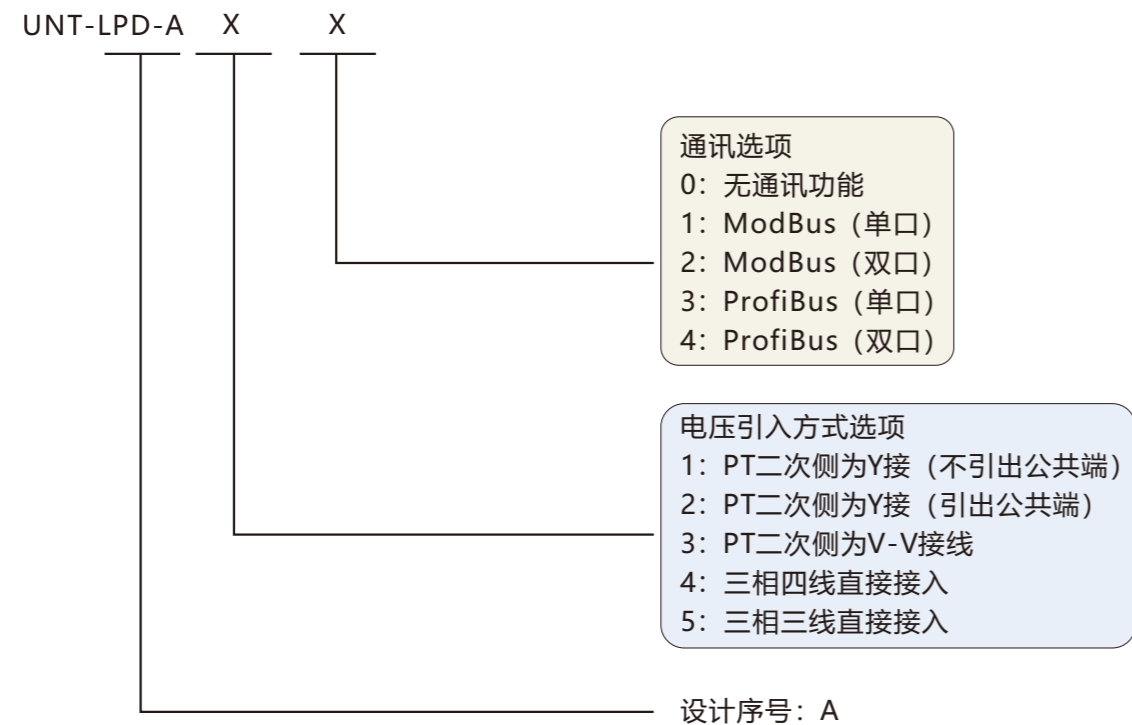 UNT-LPD-A X X
通讯选项
0：无通讯功能
1：ModBus（单口）
2：ModBus（双口）
3：ProfiBus（单口）
4：ProfiBus（双口）
电压引入方式选项
1：PT二次侧为Y接（不引出公共端）
2：PT二次侧为Y接（引出公共端）
3：PT二次侧为V-V接线
4：三相四线直接接入
5：三相三线直接接入
设计序号：A